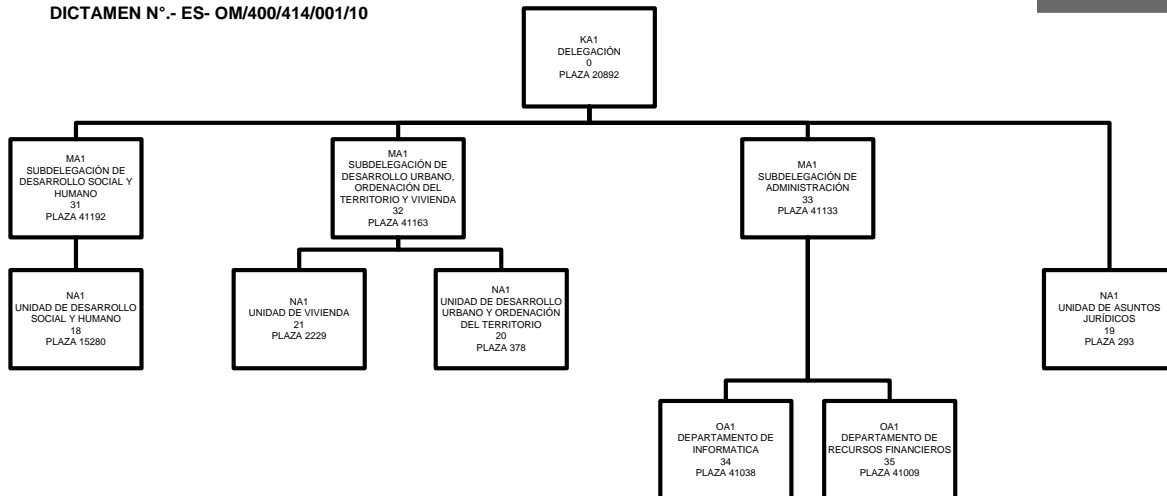 DICTAMEN N°.- ES- OM/400/414/001/10
KA1
DELEGACIÓN
0
PLAZA 20892
MA1
SUBDELEGACIÓN DE
DESARROLLO SOCIAL Y
HUMANO
31
PLAZA 41192
MA1
SUBDELEGACIÓN DE
DESARROLLO URBANO,
ORDENACIÓN DEL
TERRITORIO Y VIVIENDA
32
PLAZA 41163
MA1
SUBDELEGACIÓN DE
ADMINISTRACIÓN
33
PLAZA 41133
NA1
UNIDAD DE DESARROLLO
SOCIAL Y HUMANO
18
PLAZA 15280
NA1
UNIDAD DE VIVIENDA
21
PLAZA 2229
NA1
UNIDAD DE DESARROLLO
URBANO Y ORDENACIÓN
DEL TERRITORIO
20
PLAZA 378
NA1
UNIDAD DE ASUNTOS
JURÍDICOS
19
PLAZA 293
OA1
DEPARTAMENTO DE
INFORMATICA
34
PLAZA 41038
OA1
DEPARTAMENTO DE
RECURSOS FINANCIEROS
35
PLAZA 41009